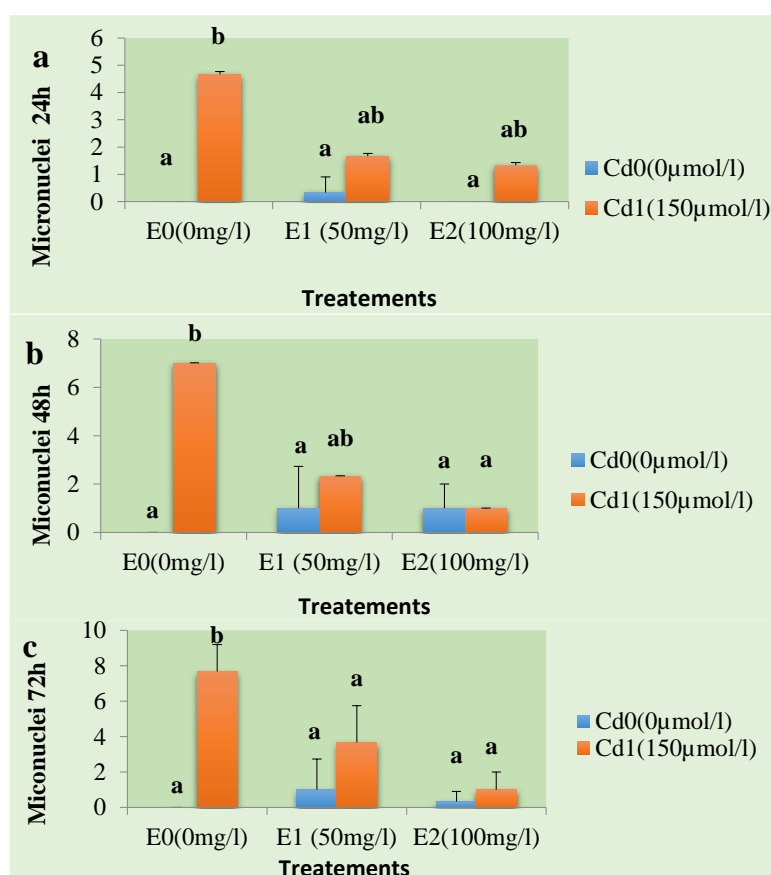 a
Micronuclei 24h
6
5
4
3
2
1
0
a
b
a
ab
a
ab
E0(0mg/l)
E1 (50mg/l)
E2(100mg/l)
Treatements
Cd0(0µmol/l)
Cd1(150µmol/l)
b
Miconuclei 48h
8
6
4
2
0
a
b
a
ab
a
a
E0(0mg/l)
E1 (50mg/l)
E2(100mg/l)
Treatements
Cd0(0µmol/l)
Cd1(150µmol/l)
c
Miconuclei 72h
10
8
6
4
2
0
a
b
a
a
a
a
E0(0mg/l)
E1 (50mg/l)
E2(100mg/l)
Treatements
Cd0(0µmol/l)
Cd1(150µmol/l)